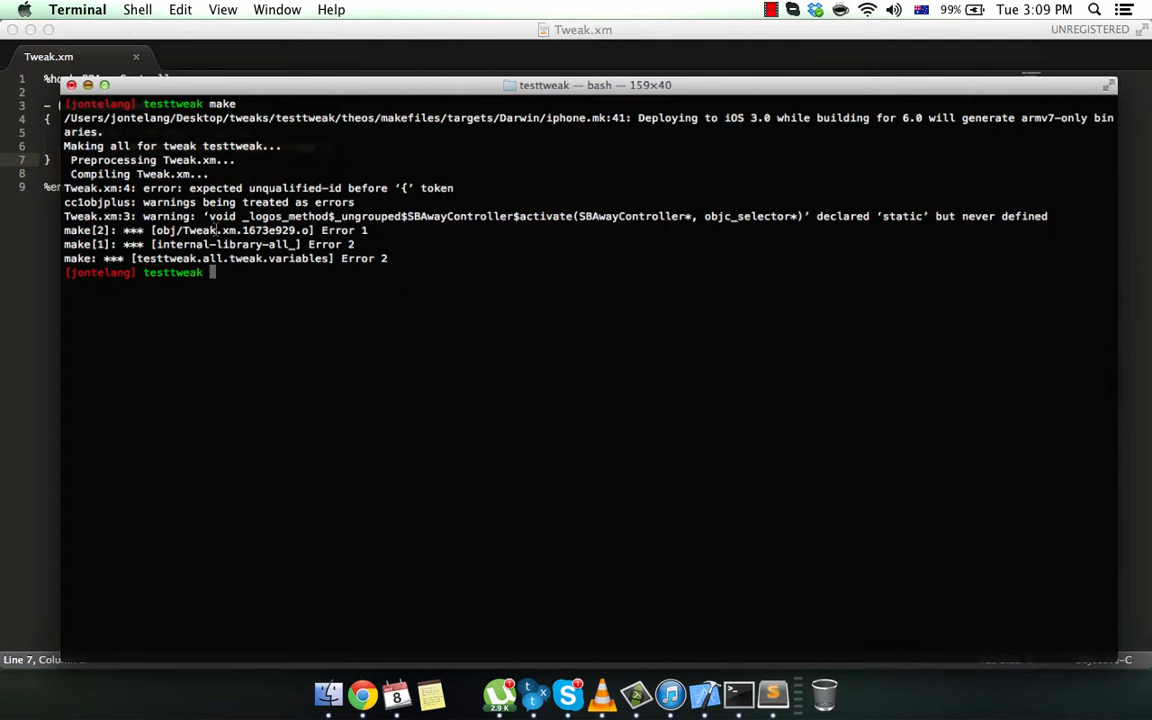 Terminal Shell Edit View Window Help 99% Tue 3:09 PM
Tweak.xm UNREGISTERED
Tweak.xm ×
1
2
3 – (
4 {
5
6
7 }
8
9
testtweak — bash — 159×40
[jontelang] testtweak make
/Users/jontelang/Desktop/tweaks/testtweak/theos/makefiles/targets/Darwin/iphone.mk:41: Deploying to iOS 3.0 while building for 6.0 will generate armv7-only bin
aries.
Making all for tweak testtweak...
Preprocessing Tweak.xm...
Compiling Tweak.xm...
Tweak.xm:4: error: expected unqualified-id before ‘{’ token
cc1objplus: warnings being treated as errors
Tweak.xm:3: warning: ‘void _logos_method$_ungrouped$SBAwayController$activate(SBAwayController*, objc_selector*)’ declared ‘static’ but never defined
make[2]: *** [obj/Tweak.xm.1673e929.o] Error 1
make[1]: *** [internal-library-all_] Error 2
make: *** [testtweak.all.tweak.variables] Error 2
[jontelang] testtweak
Line 7,
2.9 K
1
8
1